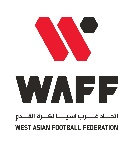 WAFF
اتحاد غرب آسيا لكرة القدم
WEST ASIAN FOOTBALL FEDERATION